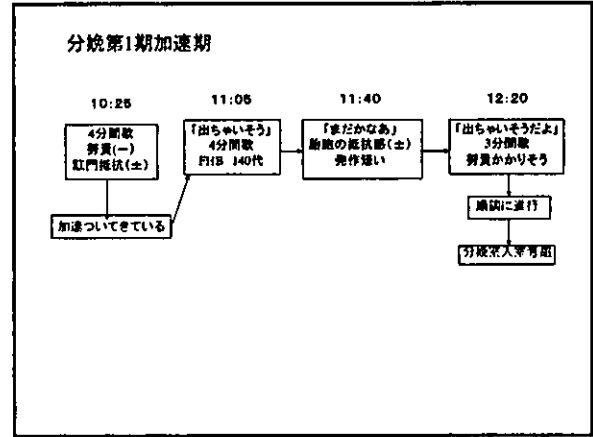 分娩第1期加速期
10:25
4分間歇
努責(一)
肛門抵抗(±)
加速ついてきている
11:05
「出ちゃいそう」
4分間歇
FHB 140代
11:40
「まだかなあ」
胎胞の抵抗感(±)
発作短い
12:20
「出ちゃいそうだよ」
3分間歇
努責かかりそう
順調に進行
分娩室入室考慮